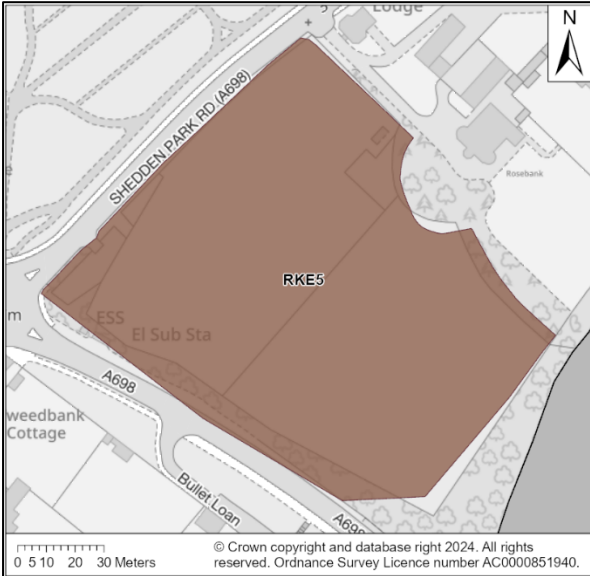 Lodge
N
SHEDDEN PARK RD (A698)
Rosebank
RKE5
m
ESS
El Sub Sta
A698
weedbank
Cottage
Bullet Loan
A698
0 5 10 20 30 Meters
© Crown copyright and database right 2024. All rights
reserved. Ordnance Survey Licence number AC0000851940.